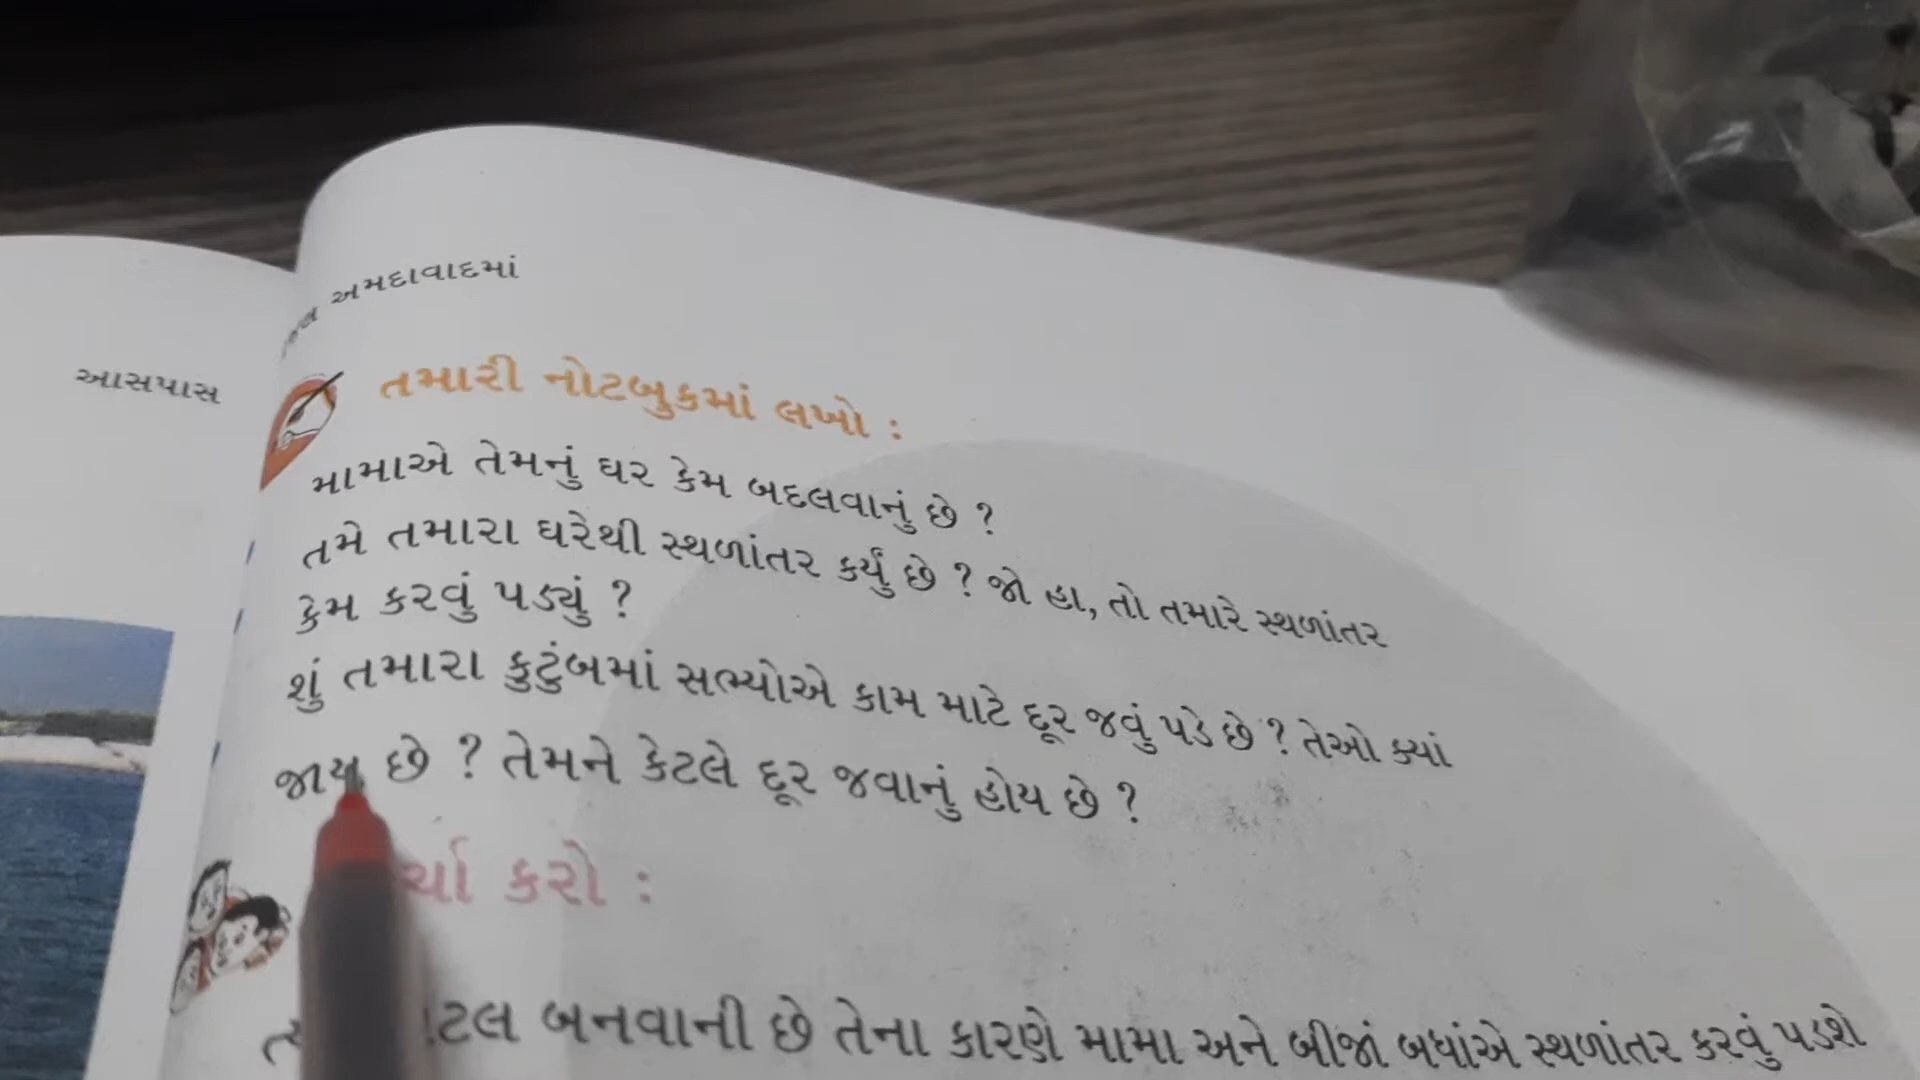 આસપાસ
અમદાવાદમાં
તમારી નોટબુકમાં લખો :
મામાએ તેમનું ઘર કેમ બદલવાનું છે ?
તમે તમારા ઘરેથી સ્થળાંતર કર્યું છે ? જો હા, તો તમારે સ્થળાંતર
કેમ કરવું પડ્યું ?
શું તમારા કુટુંબમાં સભ્યોએ કામ માટે દૂર જવું પડે છે ? તેઓ ક્યાં
જાય છે ? તેમને કેટલે દૂર જવાનું હોય છે ?
કરો :
બનવાની છે તેના કારણે મામા અને બીજાં બધાંએ સ્થળાંતર કરવું પડશે